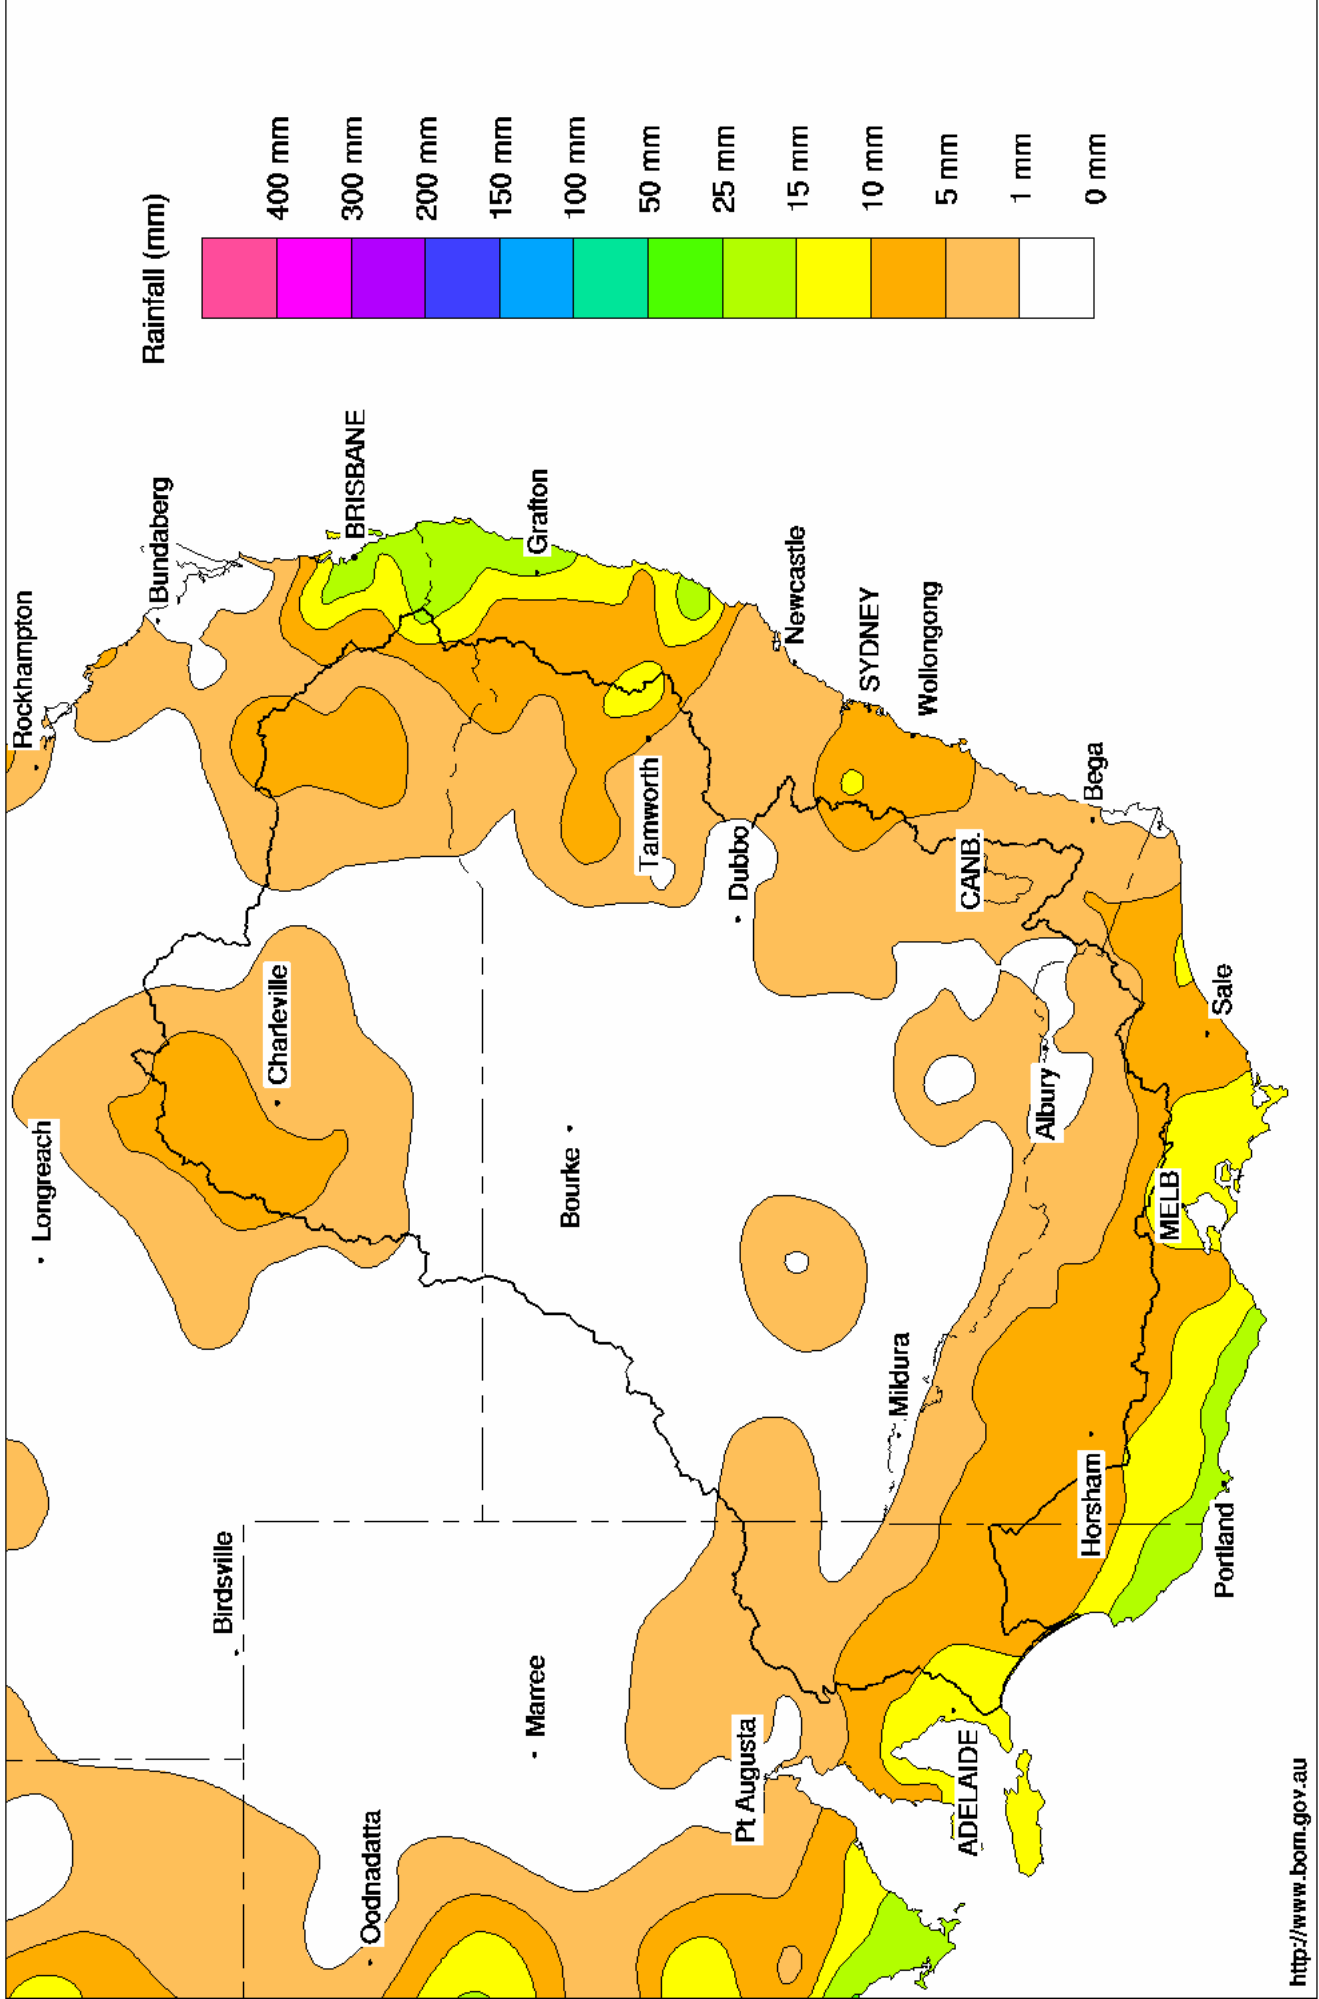 Rainfall (mm)
400 mm
300 mm
200 mm
150 mm
100 mm
50 mm
25 mm
15 mm
10 mm
5 mm
1 mm
0 mm
Rockhampton
Longreach
Bundaberg
Birdsville
Charleville
BRISBANE
Oodnadatta
Grafton
Marree
Bourke
Tamworth
Pt Augusta
Dubbo
Newcastle
SYDNEY
Mildura
Wollongong
ADELAIDE
CANB.
Albury
Bega
Horsham
MELB
Sale
Portland
http://www.bom.gov.au